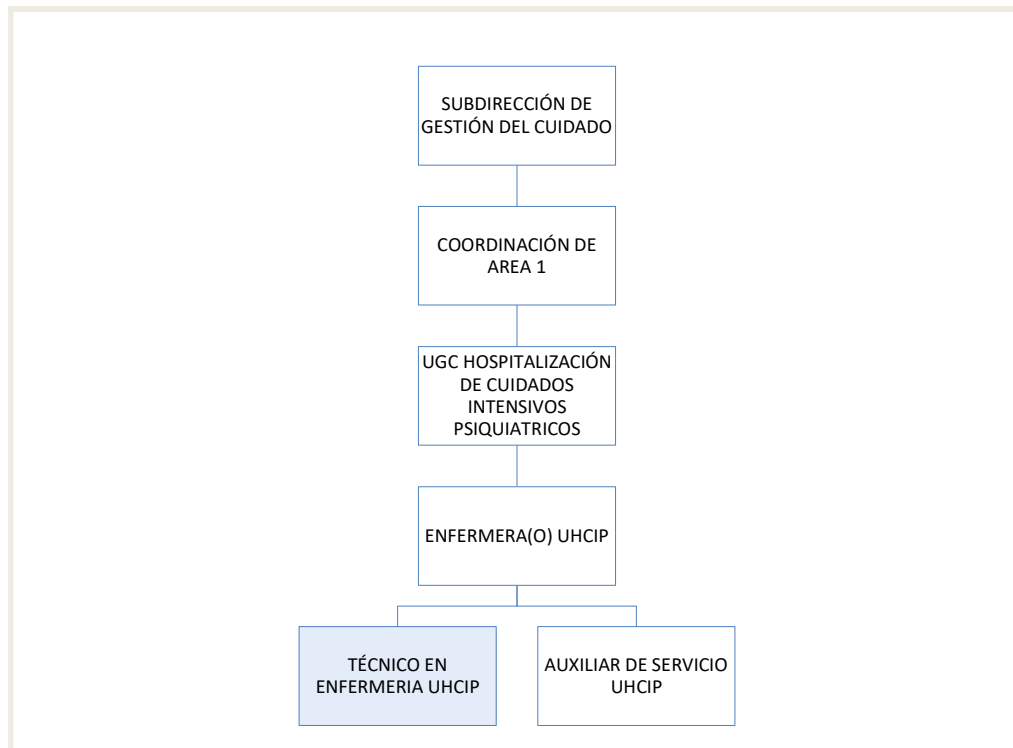 SUBDIRECCIÓN DE
GESTIÓN DEL CUIDADO
COORDINACIÓN DE
AREA 1
UGC HOSPITALIZACIÓN
DE CUIDADOS
INTENSIVOS
PSIQUIATRICOS
ENFERMERA(O) UHCIP
TÉCNICO EN
ENFERMERIA UHCIP
AUXILIAR DE SERVICIO
UHCIP